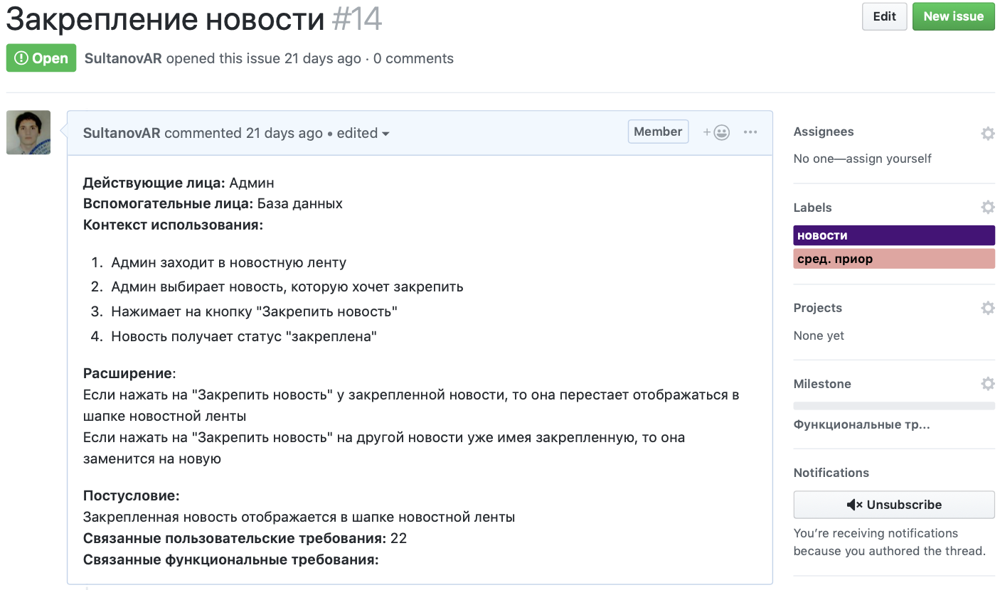 Закрепление новости #14
Edit
New issue
Open
SultanovAR opened this issue 21 days ago · 0 comments
SultanovAR commented 21 days ago • edited
Member
Действующие лица: Админ
Вспомогательные лица: База данных
Контекст использования:
1. Админ заходит в новостную ленту
2. Админ выбирает новость, которую хочет закрепить
3. Нажимает на кнопку "Закрепить новость"
4. Новость получает статус "закреплена"
Расширение:
Если нажать на "Закрепить новость" у закрепленной новости, то она перестает отображаться в
шапке новостной ленты
Если нажать на "Закрепить новость" на другой новости уже имея закрепленную, то она
заменится на новую
Постусловие:
Закрепленная новость отображается в шапке новостной ленты
Связанные пользовательские требования: 22
Связанные функциональные требования:
Assignees
No one—assign yourself
Labels
новости
сред. приор
Projects
None yet
Milestone
Функциональные тр...
Notifications
Unsubscribe
You're receiving notifications
because you authored the thread.